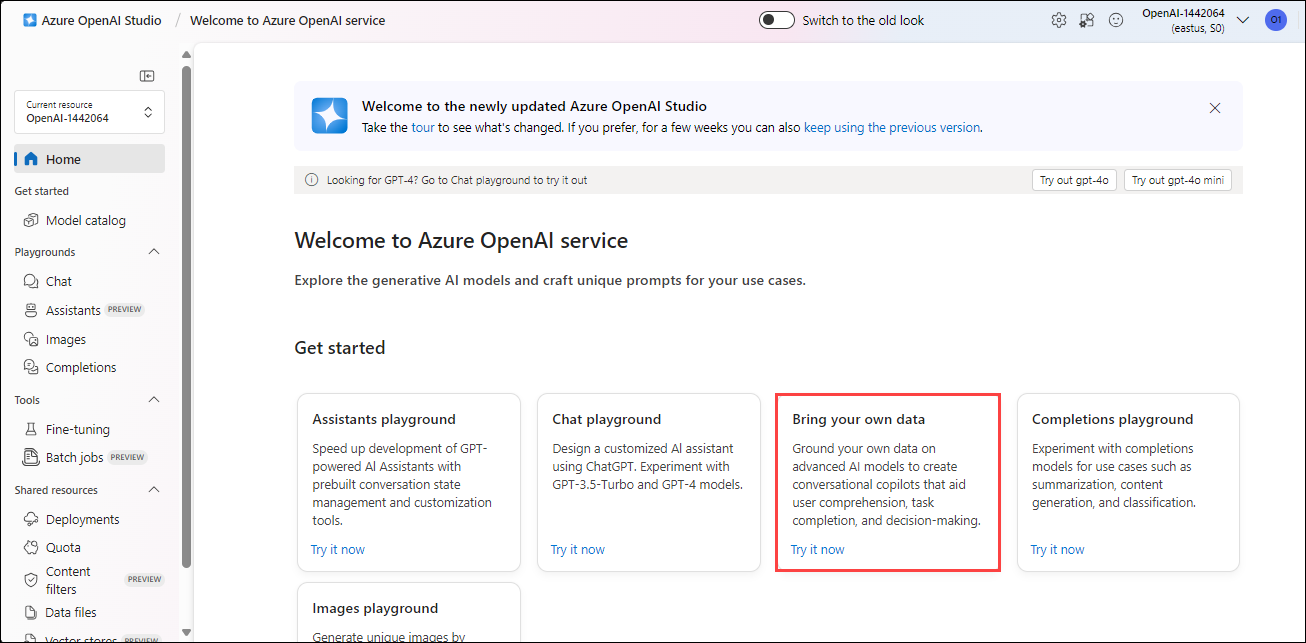 Azure OpenAI Studio / Welcome to Azure OpenAI service
Switch to the old look
OpenAI-1442064
(eastus, S0)
O1
Current resource
OpenAI-1442064
Home
Get started
Model catalog
Playgrounds
Chat
Assistants PREVIEW
Images
Completions
Tools
Fine-tuning
Batch jobs PREVIEW
Shared resources
Deployments
Quota
Content
filters PREVIEW
Data files
Vector stores PREVIEW
Welcome to the newly updated Azure OpenAI Studio
Take the tour to see what's changed. If you prefer, for a few weeks you can also keep using the previous version.
Looking for GPT-4? Go to Chat playground to try it out
Try out gpt-4o
Try out gpt-4o mini
Welcome to Azure OpenAI service
Explore the generative AI models and craft unique prompts for your use cases.
Get started
Assistants playground
Speed up development of GPT-
powered AI Assistants with
prebuilt conversation state
management and customization
tools.
Try it now
Chat playground
Design a customized AI assistant
using ChatGPT. Experiment with
GPT-3.5-Turbo and GPT-4 models.
Try it now
Bring your own data
Ground your own data on
advanced AI models to create
conversational copilots that aid
user comprehension, task
completion, and decision-making.
Try it now
Completions playground
Experiment with completions
models for use cases such as
summarization, content
generation, and classification.
Try it now
Images playground
Generate unique images by